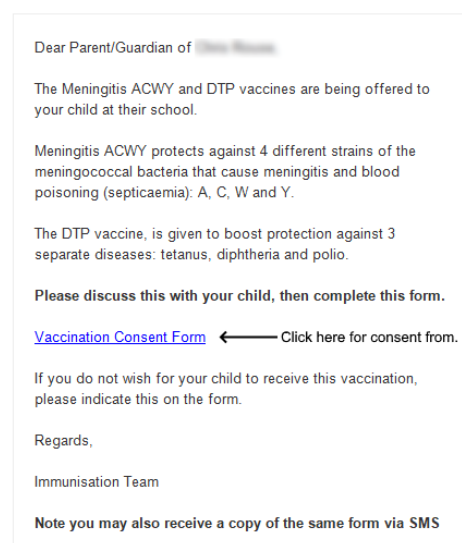 Dear Parent/Guardian of
The Meningitis ACWY and DTP vaccines are being offered to
your child at their school.
Meningitis ACWY protects against 4 different strains of the
meningococcal bacteria that cause meningitis and blood
poisoning (septicaemia): A, C, W and Y.
The DTP vaccine, is given to boost protection against 3
separate diseases: tetanus, diphtheria and polio.
Please discuss this with your child, then complete this form.
Vaccination Consent Form Click here for consent from.
If you do not wish for your child to receive this vaccination,
please indicate this on the form.
Regards,
Immunisation Team
Note you may also receive a copy of the same form via SMS